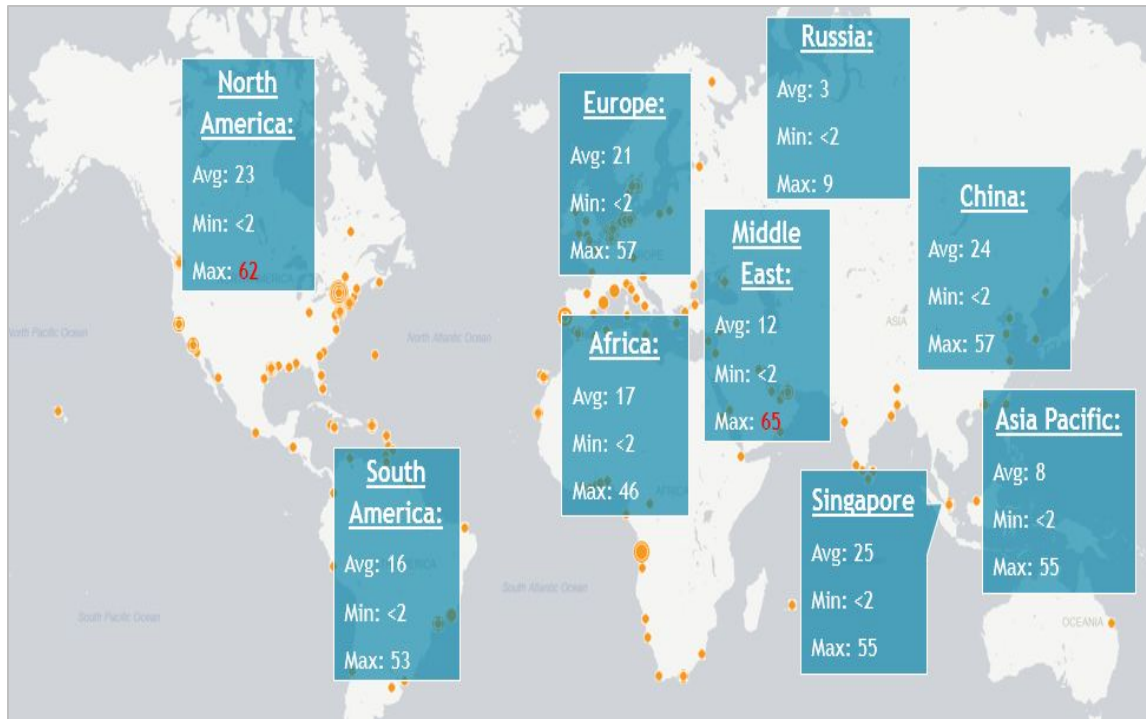 Russia:
Avg: 3
Min: <2
Max: 9
North
America:
Avg: 23
Min: <2
Max: 62
Europe:
Avg: 21
Min: <2
Max: 57
China:
Avg: 24
Min: <2
Max: 57
Middle
East:
Avg: 12
Min: <2
Max: 65
Africa:
Avg: 17
Min: <2
Max: 46
Asia Pacific:
Avg: 8
Min: <2
Max: 55
South
America:
Avg: 16
Min: <2
Max: 53
Singapore
Avg: 25
Min: <2
Max: 55
North Pacific Ocean
North Atlantic Ocean
ASIA
South Pacific Ocean
South Atlantic Ocean
OCEANIA
AFRICA